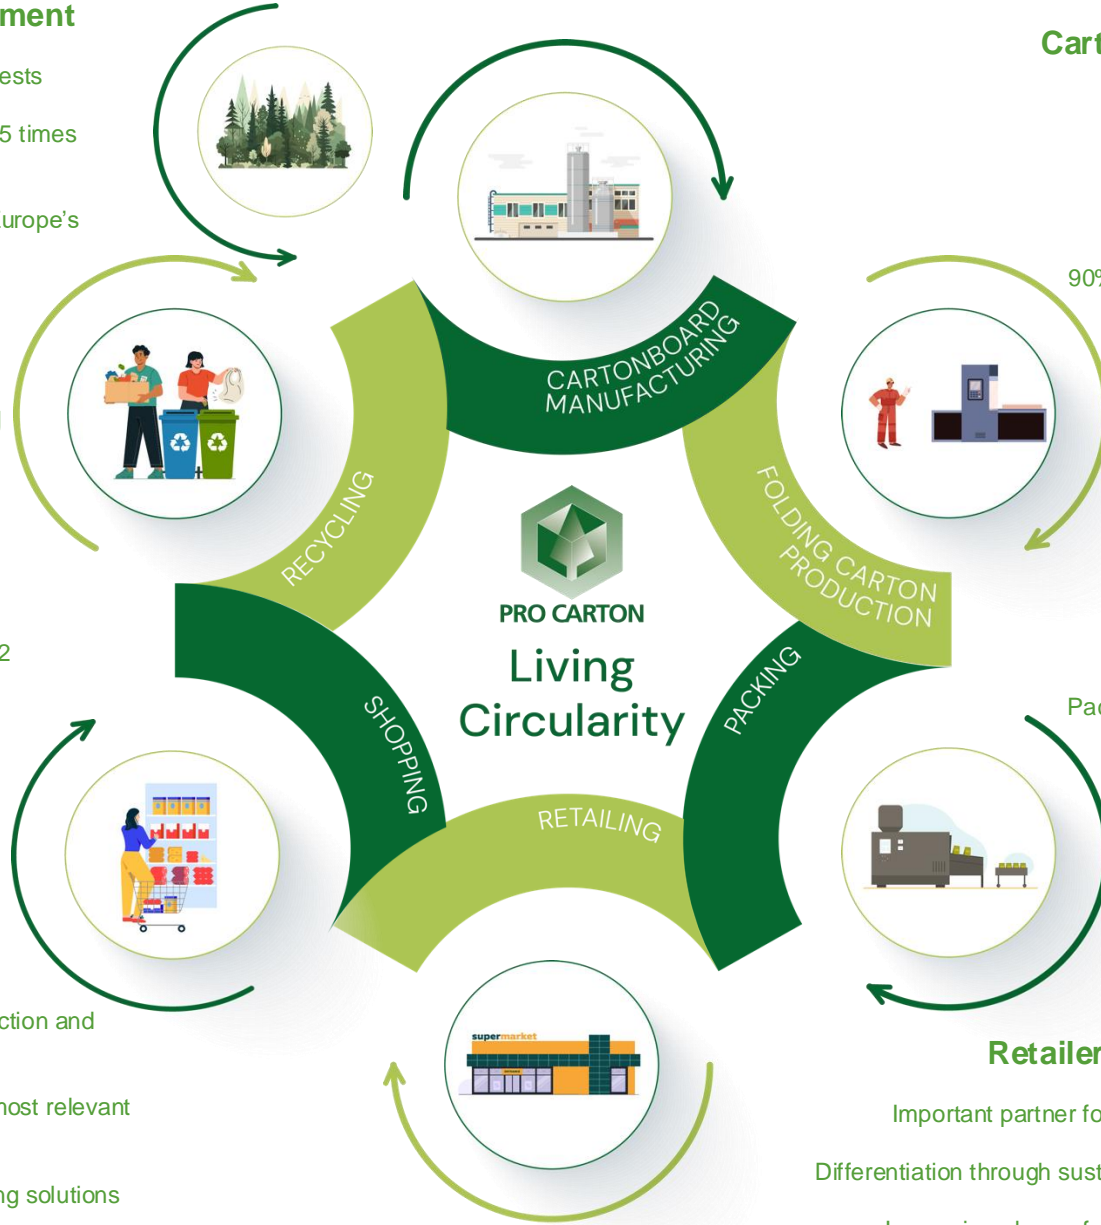 ment
ests
5 times
urope's
Cart
90%
CARTONBOARD
MANUFACTURING
FOLDING CARTON
PRODUCTION
RECYCLING
PRO CARTON
Living
Circularity
2
SHOPPING
PACKING
Pac
RETAILING
supermarket
ction and
most relevant
ng solutions
Retailer
Important partner fo
Differentiation through sust